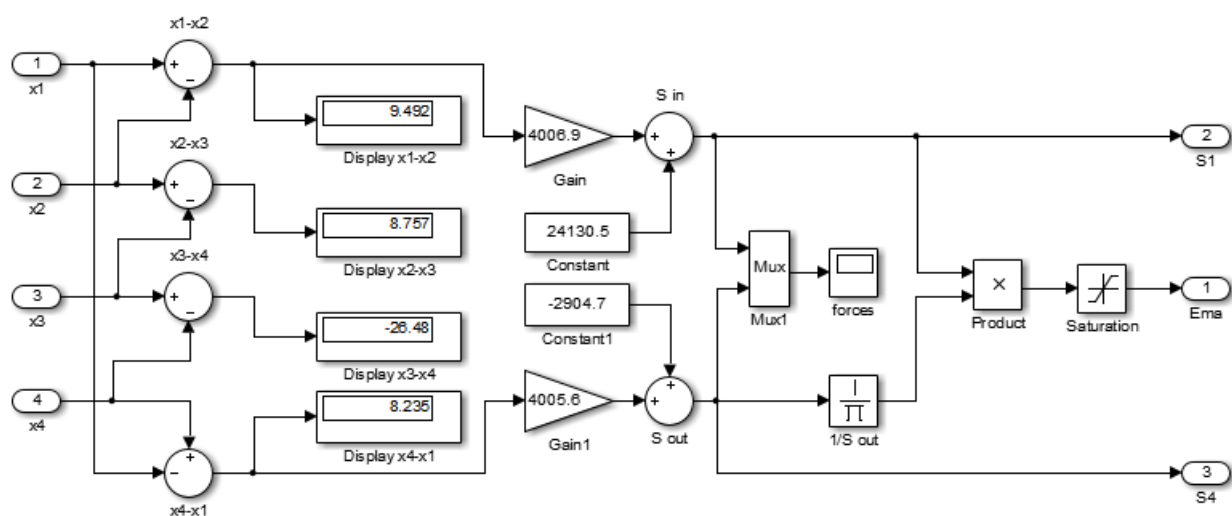 x1-x2
1
x1
+
−
9.492
Display x1-x2
x2-x3
2
x2
+
−
8.757
Display x2-x3
x3-x4
3
x3
+
−
-26.48
Display x3-x4
4
x4
+
−
x4-x1
8.235
Display x4-x1
4006.9
Gain
S in
+
+
24130.5
Constant
-2904.7
Constant1
4005.6
Gain1
+
+
S out
Mux
Mux1
forces
×
Product
Saturation
1/S out
2
S1
1
Ema
3
S4